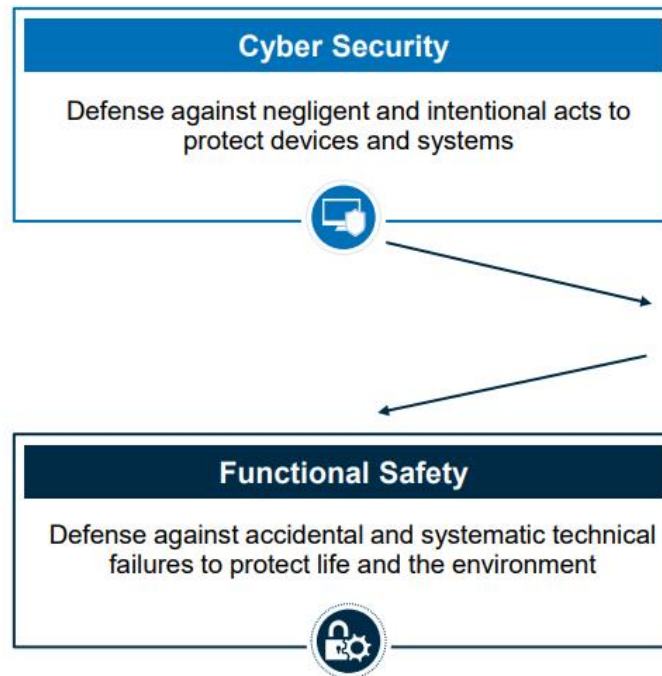 Cyber Security
Defense against negligent and intentional acts to
protect devices and systems
Functional Safety
Defense against accidental and systematic technical
failures to protect life and the environment